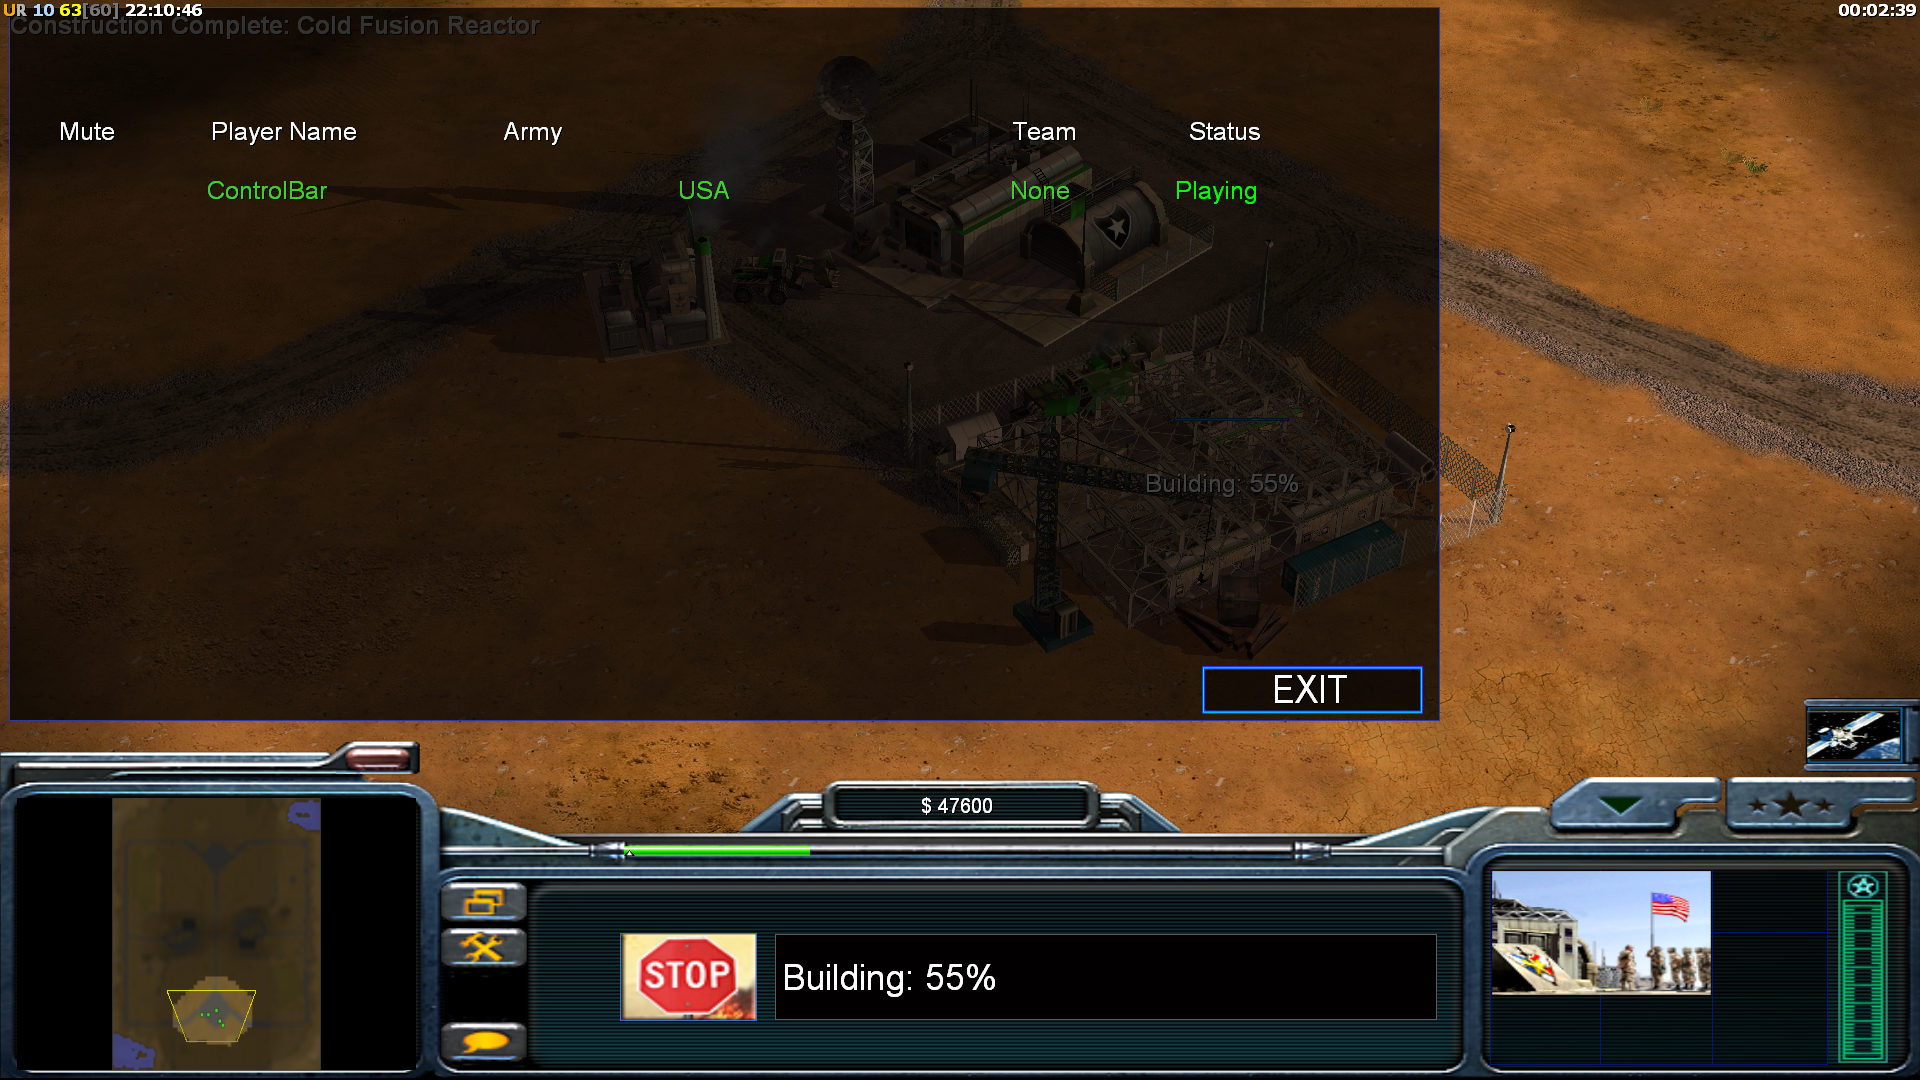 UR 10 63[60] 22:10:46
00:02:39
Construction Complete: Cold Fusion Reactor
Mute Player Name Army Team Status
ControlBar USA None Playing
Building: 55%
EXIT
$ 47600
STOP
Building: 55%